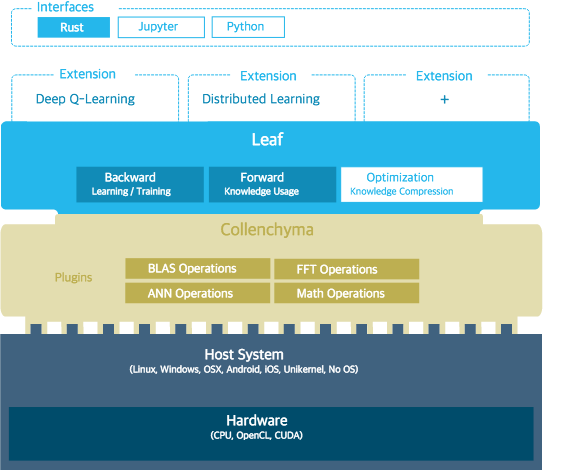 Interfaces
Rust
Jupyter
Python
Extension
Extension
Extension
Deep Q-Learning
Distributed Learning
+
Leaf
Backward
Learning / Training
Forward
Knowledge Usage
Optimization
Knowledge Compression
Collenchyma
Plugins
BLAS Operations
FFT Operations
ANN Operations
Math Operations
Host System
(Linux, Windows, OSX, Android, iOS, Unikernel, No OS)
Hardware
(CPU, OpenCL, CUDA)